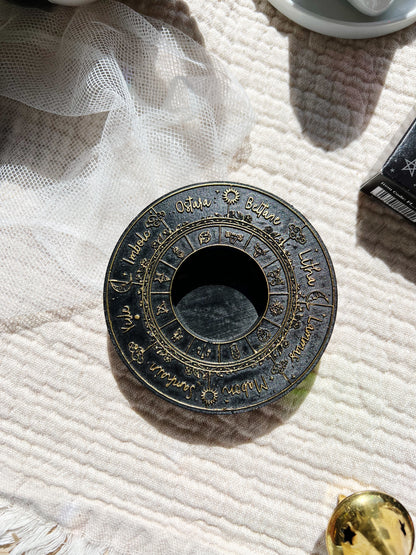 Ostara
Beltane
Litha
Lammas
Mabon
Samhain
Yule
Imbolc